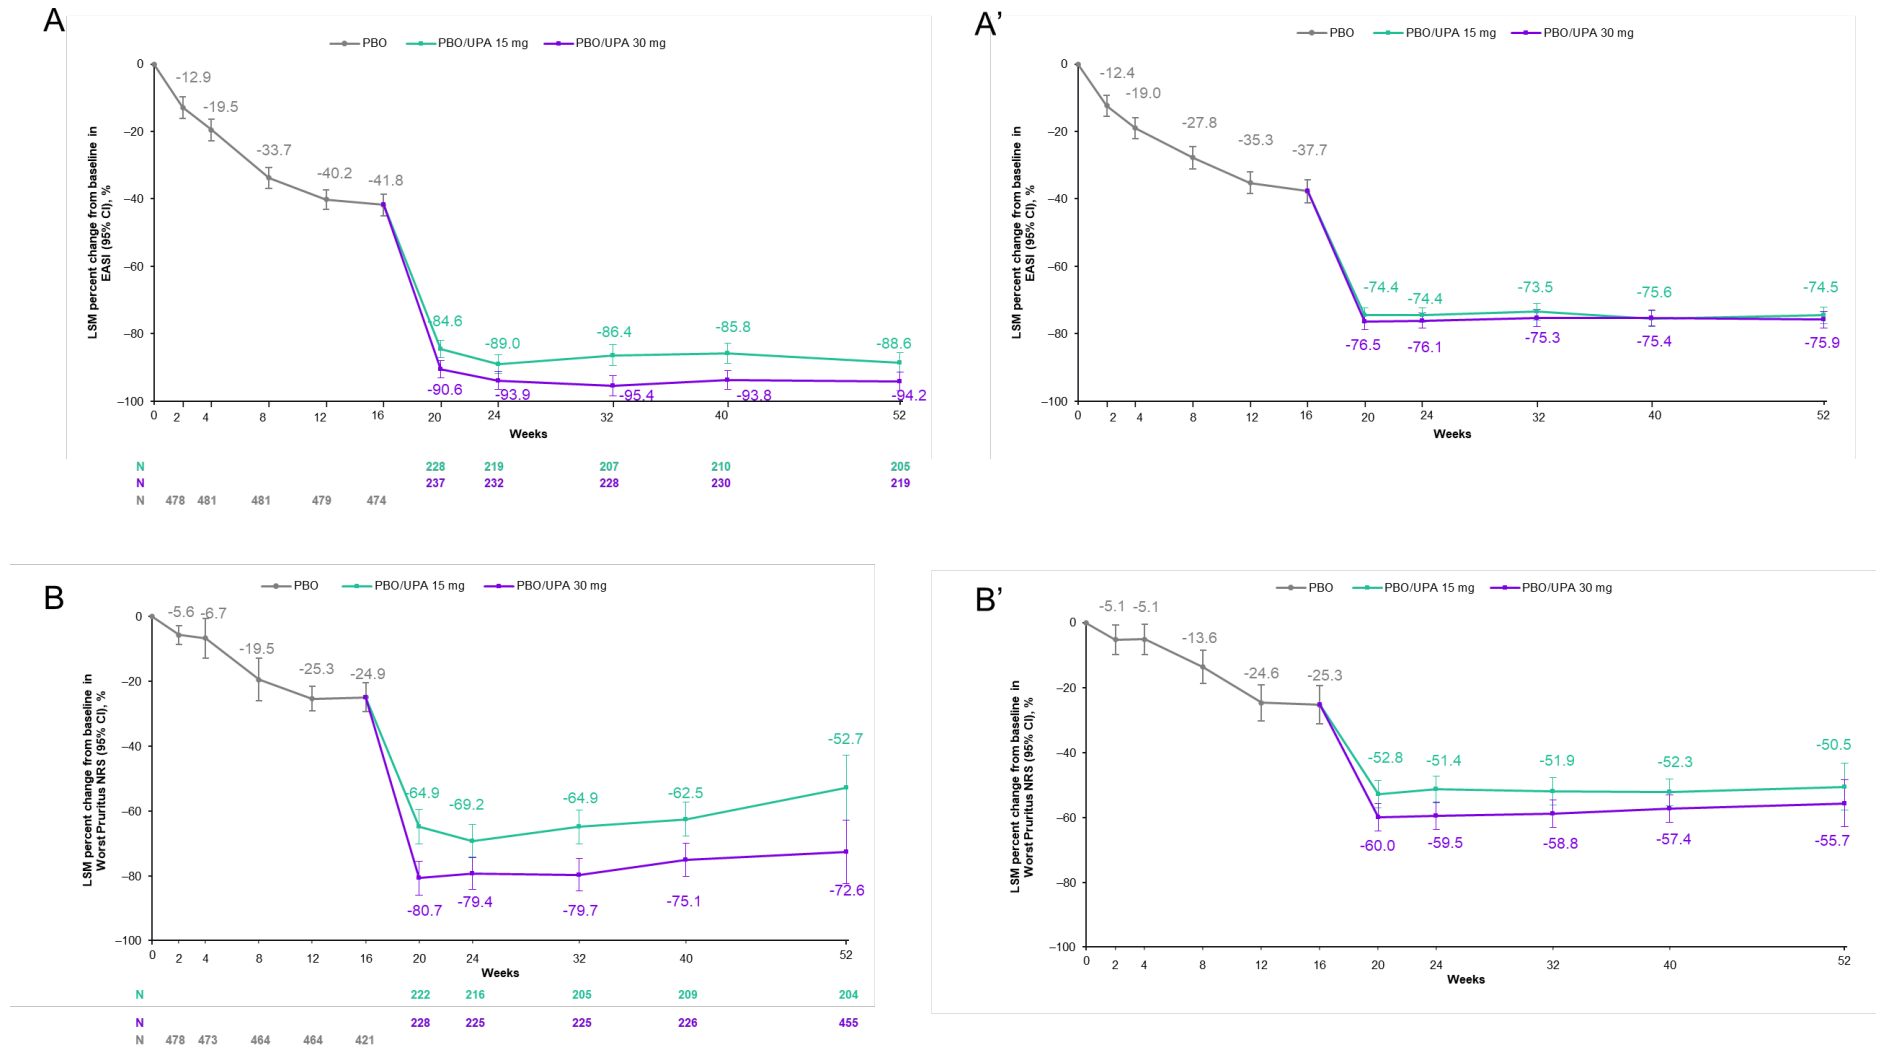 A
PBO PBO/UPA 15 mg PBO/UPA 30 mg
LSM percent change from baseline in
EASI (95% CI), %
0
–20
–40
–60
–80
–100
-12.9
-19.5
-33.7
-40.2
-41.8
-84.6
-89.0
-86.4
-85.8
-88.6
-90.6
-93.9
-95.4
-93.8
-94.2
0 2 4 8 12 16 20 24 32 40 52
Weeks
N 228 219 207 210 205
N 237 232 228 230 219
N 478 481 481 479 474
A’
PBO PBO/UPA 15 mg PBO/UPA 30 mg
LSM percent change from baseline in
EASI (95% CI), %
0
–20
–40
–60
–80
–100
-12.4
-19.0
-27.8
-35.3
-37.7
-74.4
-74.4
-73.5
-75.6
-74.5
-76.5
-76.1
-75.3
-75.4
-75.9
0 2 4 8 12 16 20 24 32 40 52
Weeks
B
PBO PBO/UPA 15 mg PBO/UPA 30 mg
LSM percent change from baseline in
Worst Pruritus NRS (95% CI), %
0
–20
–40
–60
–80
–100
-5.6
-6.7
-19.5
-25.3
-24.9
-64.9
-69.2
-64.9
-62.5
-52.7
-80.7
-79.4
-79.7
-75.1
-72.6
0 2 4 8 12 16 20 24 32 40 52
Weeks
N 222 216 205 209 204
N 228 225 225 226 455
N 478 473 464 464 421
B’
PBO PBO/UPA 15 mg PBO/UPA 30 mg
LSM percent change from baseline in
Worst Pruritus NRS (95% CI), %
0
–20
–40
–60
–80
–100
-5.1
-5.1
-13.6
-24.6
-25.3
-52.8
-51.4
-51.9
-52.3
-50.5
-60.0
-59.5
-58.8
-57.4
-55.7
0 2 4 8 12 16 20 24 32 40 52
Weeks